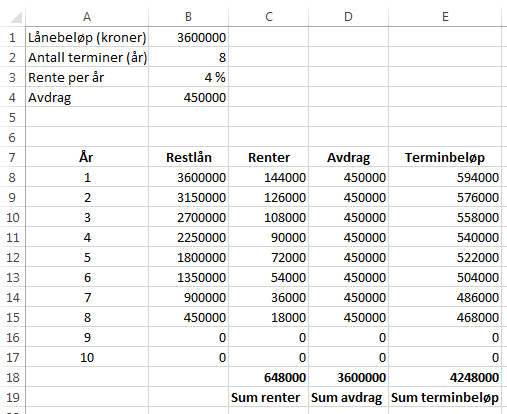 A B C D E
1 Lånebeløp (kroner) 3600000
2 Antall terminer (år) 8
3 Rente per år 4 %
4 Avdrag 450000
5
6
7 År Restlån Renter Avdrag Terminbeløp
8 1 3600000 144000 450000 594000
9 2 3150000 126000 450000 576000
10 3 2700000 108000 450000 558000
11 4 2250000 90000 450000 540000
12 5 1800000 72000 450000 522000
13 6 1350000 54000 450000 504000
14 7 900000 36000 450000 486000
15 8 450000 18000 450000 468000
16 9 0 0 0 0
17 10 0 0 0 0
18 648000 3600000 4248000
19 Sum renter Sum avdrag Sum terminbeløp